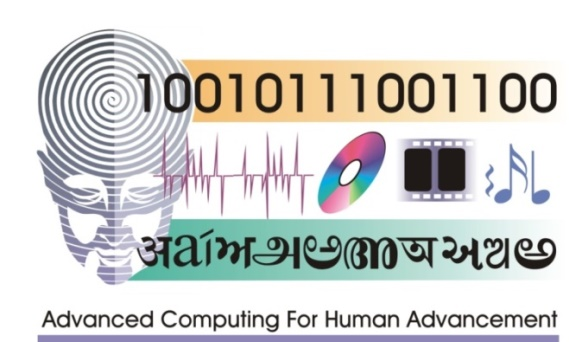 10010111001100
अ அ ಅ അ অ અ ଅ అ
Advanced Computing For Human Advancement